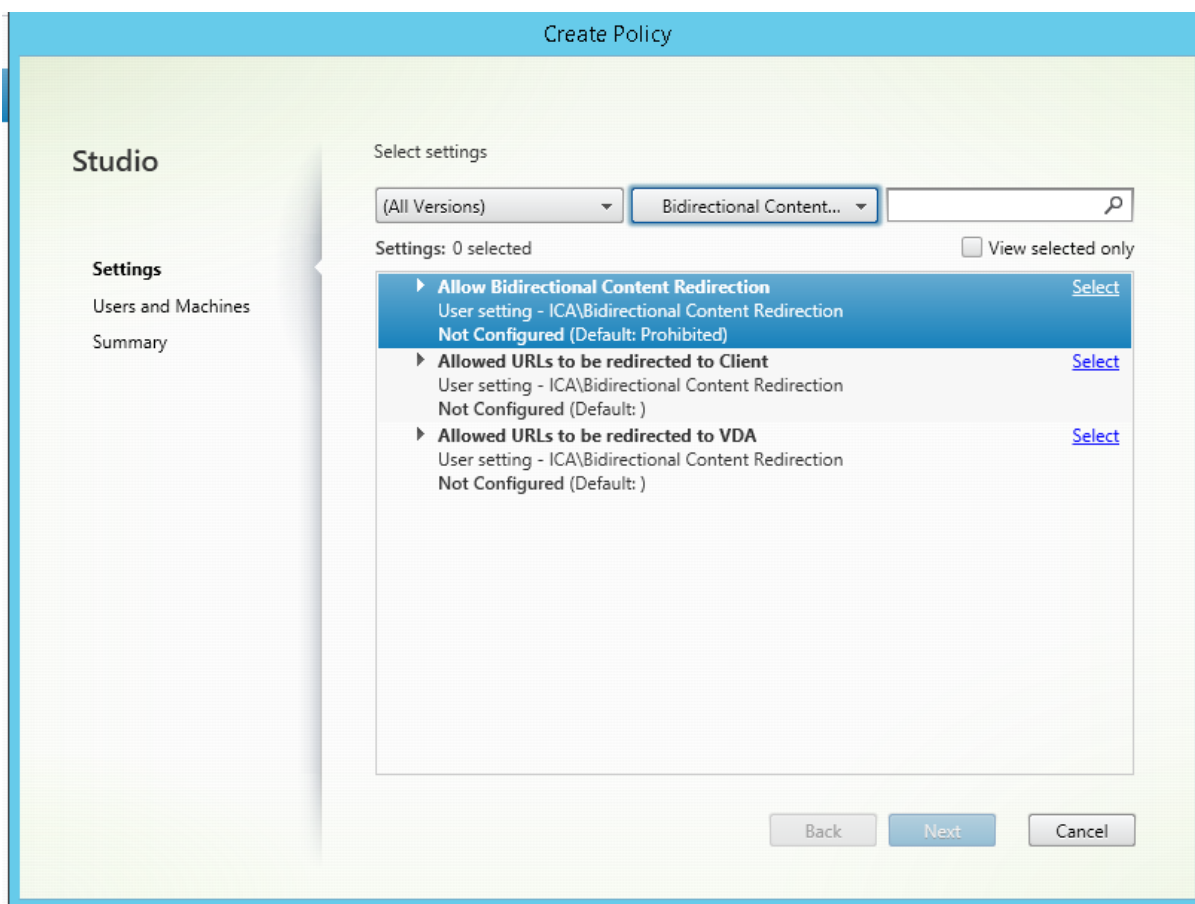 Create Policy
Studio
Settings
Users and Machines
Summary
Select settings
(All Versions)
Bidirectional Content...
Settings: 0 selected
View selected only
Allow Bidirectional Content Redirection
Select
User setting - ICA\Bidirectional Content Redirection
Not Configured (Default: Prohibited)
Allowed URLs to be redirected to Client
Select
User setting - ICA\Bidirectional Content Redirection
Not Configured (Default: )
Allowed URLs to be redirected to VDA
Select
User setting - ICA\Bidirectional Content Redirection
Not Configured (Default: )
Back
Next
Cancel